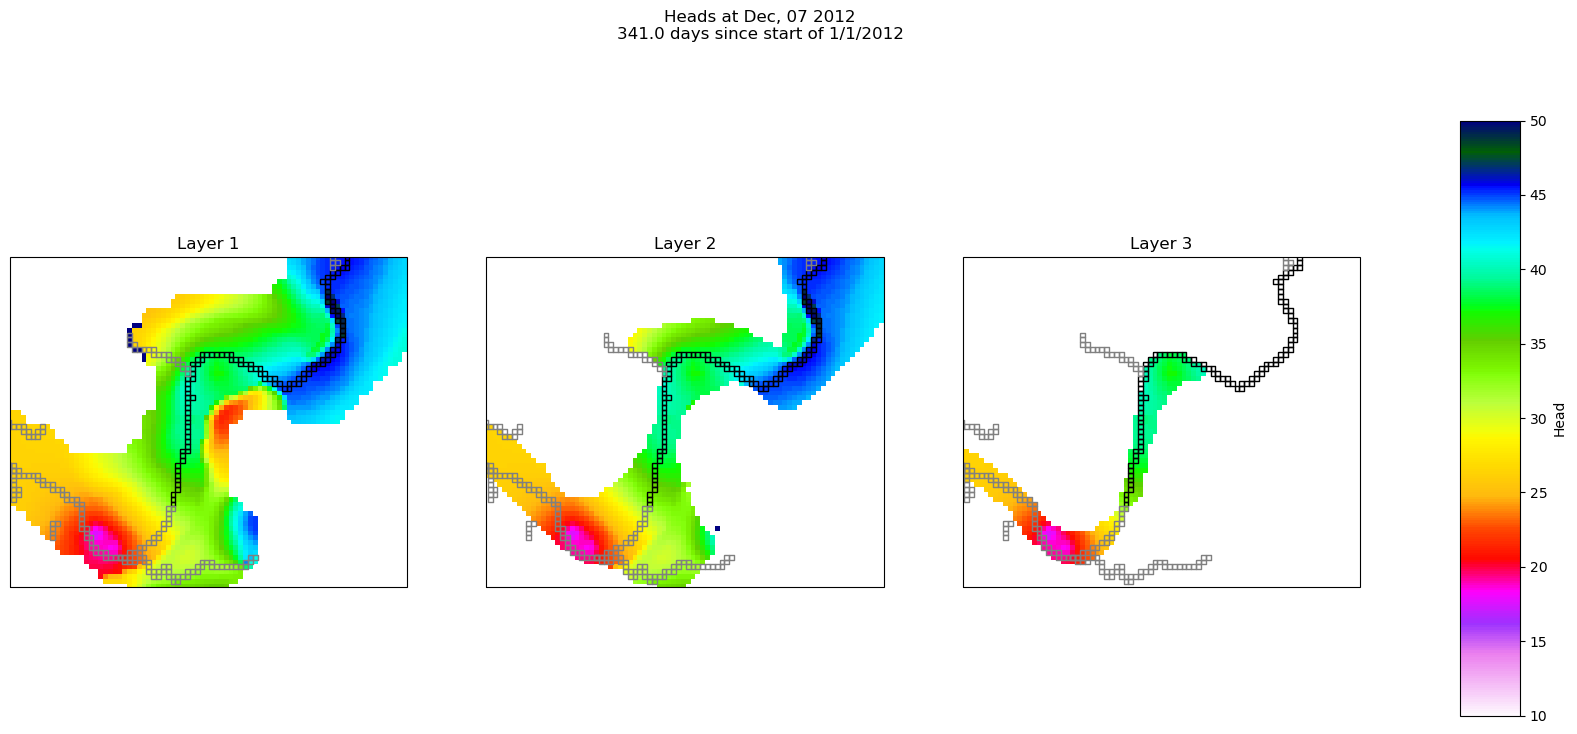 Heads at Dec, 07 2012
341.0 days since start of 1/1/2012
Layer 1
Layer 2
Layer 3
50
45
40
35
30
25
20
15
10
Head